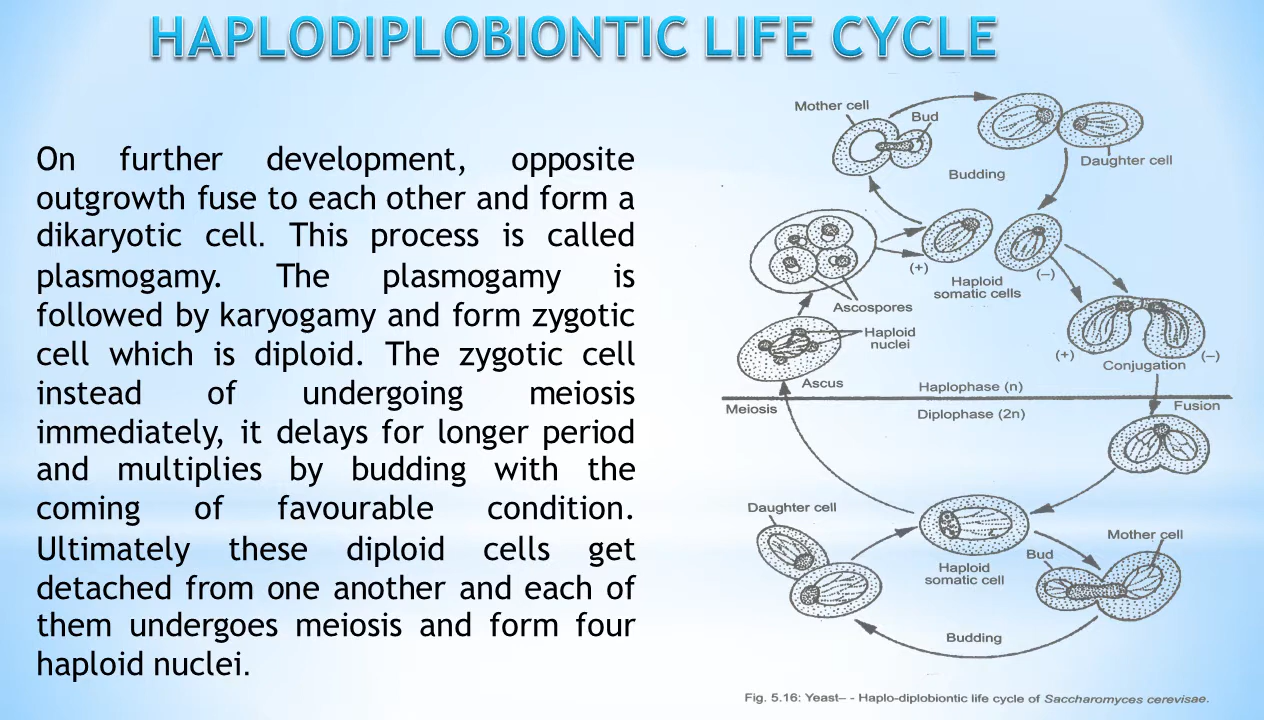 HAPLODIPLOBIONTIC LIFE CYCLE
On further development, opposite
outgrowth fuse to each other and form a
dikaryotic cell. This process is called
plasmogamy. The plasmogamy is
followed by karyogamy and form zygotic
cell which is diploid. The zygotic cell
instead of undergoing meiosis
immediately, it delays for longer period
and multiplies by budding with the
coming of favourable condition.
Ultimately these diploid cells get
detached from one another and each of
them undergoes meiosis and form four
haploid nuclei.
Mother cell
Bud
Daughter cell
Budding
(+)
Haploid
somatic cells
(–)
Ascospores
Haploid
nuclei
Ascus
(+)
Conjugation
(–)
Haplophase (n)
Meiosis
Diplophase (2n)
Fusion
Daughter cell
Haploid
somatic cell
Bud
Mother cell
Budding
Fig. 5.16: Yeast– - Haplo-diplobiontic life cycle of Saccharomyces cerevisae.